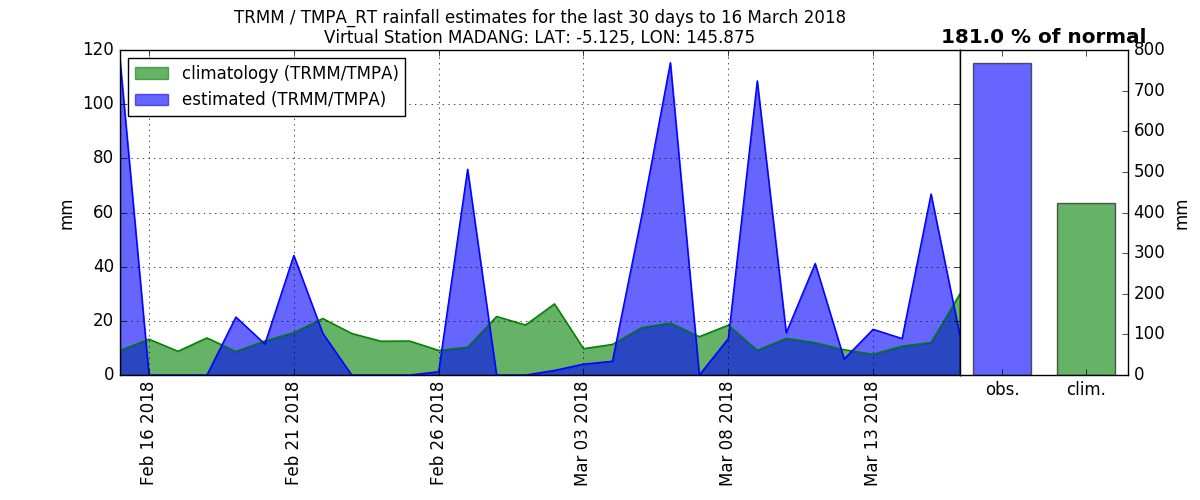 TRMM / TMPA_RT rainfall estimates for the last 30 days to 16 March 2018
Virtual Station MADANG: LAT: -5.125, LON: 145.875
181.0 % of normal
climatology (TRMM/TMPA)
estimated (TRMM/TMPA)
mm
120
100
80
60
40
20
0
Feb 16 2018
Feb 21 2018
Feb 26 2018
Mar 03 2018
Mar 08 2018
Mar 13 2018
obs.
clim.
800
700
600
500
400
300
200
100
0
mm